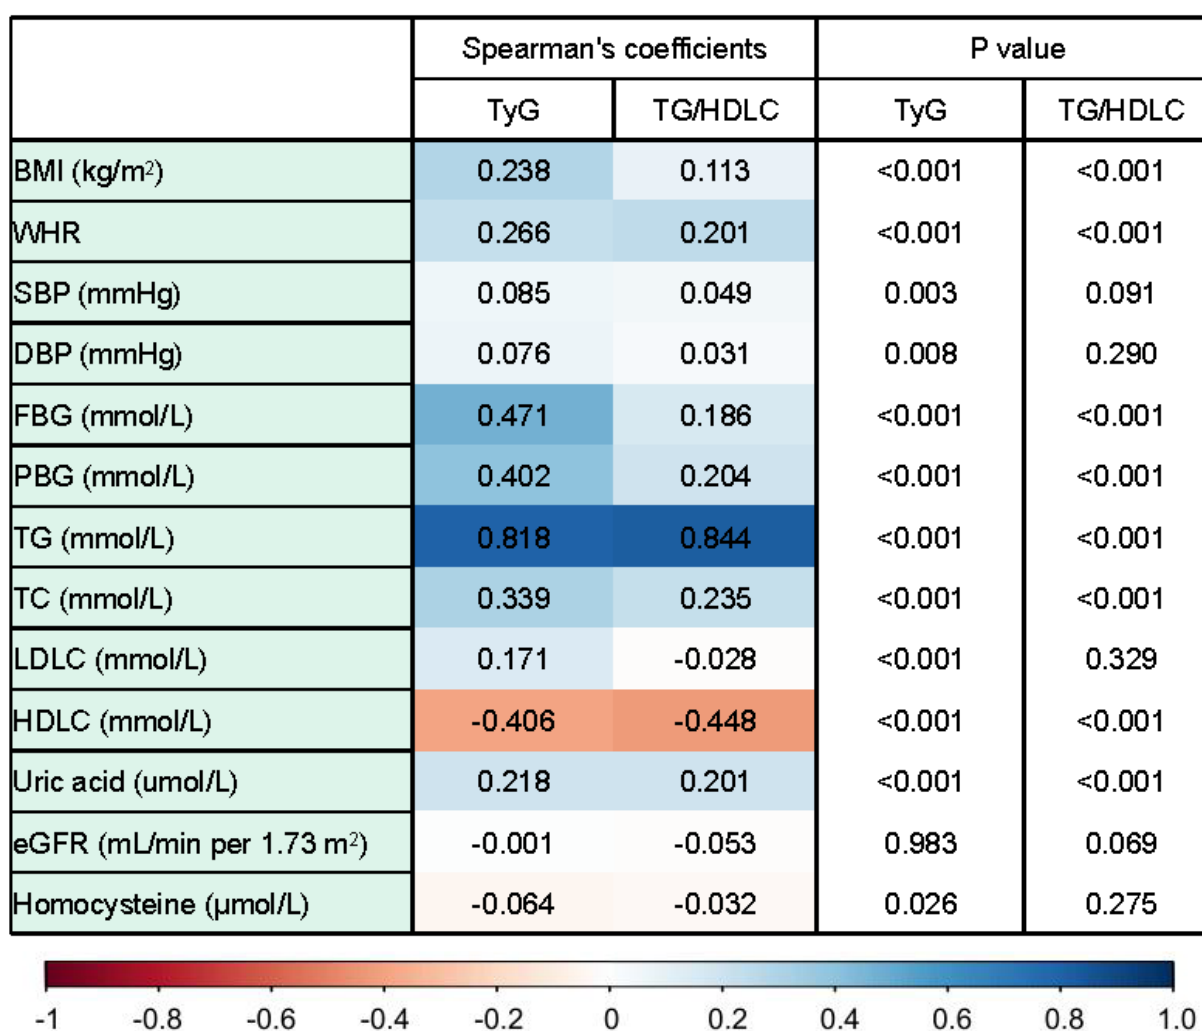 Spearman's coefficients P value
TyG TG/HDLC TyG TG/HDLC
BMI (kg/m²) 0.238 0.113 <0.001 <0.001
WHR 0.266 0.201 <0.001 <0.001
SBP (mmHg) 0.085 0.049 0.003 0.091
DBP (mmHg) 0.076 0.031 0.008 0.290
FBG (mmol/L) 0.471 0.186 <0.001 <0.001
PBG (mmol/L) 0.402 0.204 <0.001 <0.001
TG (mmol/L) 0.818 0.844 <0.001 <0.001
TC (mmol/L) 0.339 0.235 <0.001 <0.001
LDLC (mmol/L) 0.171 -0.028 <0.001 0.329
HDLC (mmol/L) -0.406 -0.448 <0.001 <0.001
Uric acid (umol/L) 0.218 0.201 <0.001 <0.001
eGFR (mL/min per 1.73 m²) -0.001 -0.053 0.983 0.069
Homocysteine (μmol/L) -0.064 -0.032 0.026 0.275
-1 -0.8 -0.6 -0.4 -0.2 0 0.2 0.4 0.6 0.8 1.0